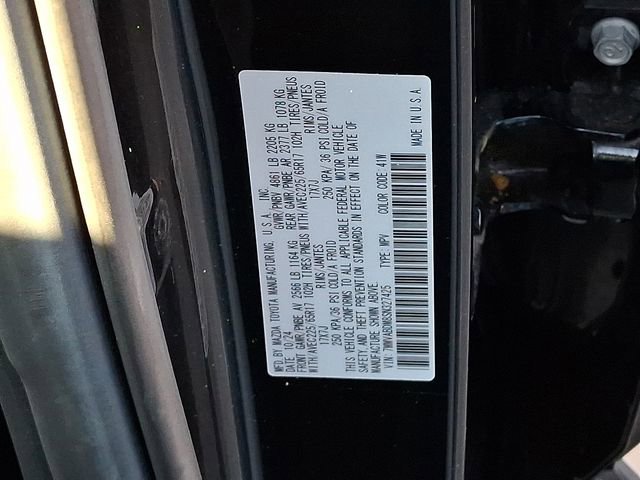 MFD.BY MAZDA TOYOTA MANUFACTURING, U.S.A., INC.
DATE 10/24 GVWR/PNBV 4861 LB 2205 KG
FRONT GAWR/PNBE AV 2566 LB 1164 KG REAR GAWR/PNBE AR 2377 LB 1078 KG
WITH/AVEC225/65R17 102H TIRES/PNEUS WITH/AVEC225/65R17 102H TIRES/PNEUS
RIMS/JANTES RIMS/JANTES
17X7J 17X7J
250 KPA/36 PSI COLD/A FROID 250 KPA/36 PSI COLD/A FROID
THIS VEHICLE CONFORMS TO ALL APPLICABLE FEDERAL MOTOR VEHICLE
SAFETY AND THEFT PREVENTION STANDARDS IN EFFECT ON THE DATE OF
MANUFACTURE SHOWN ABOVE.
VIN: TYPE: MPV COLOR CODE 41W
MADE IN U.S.A.